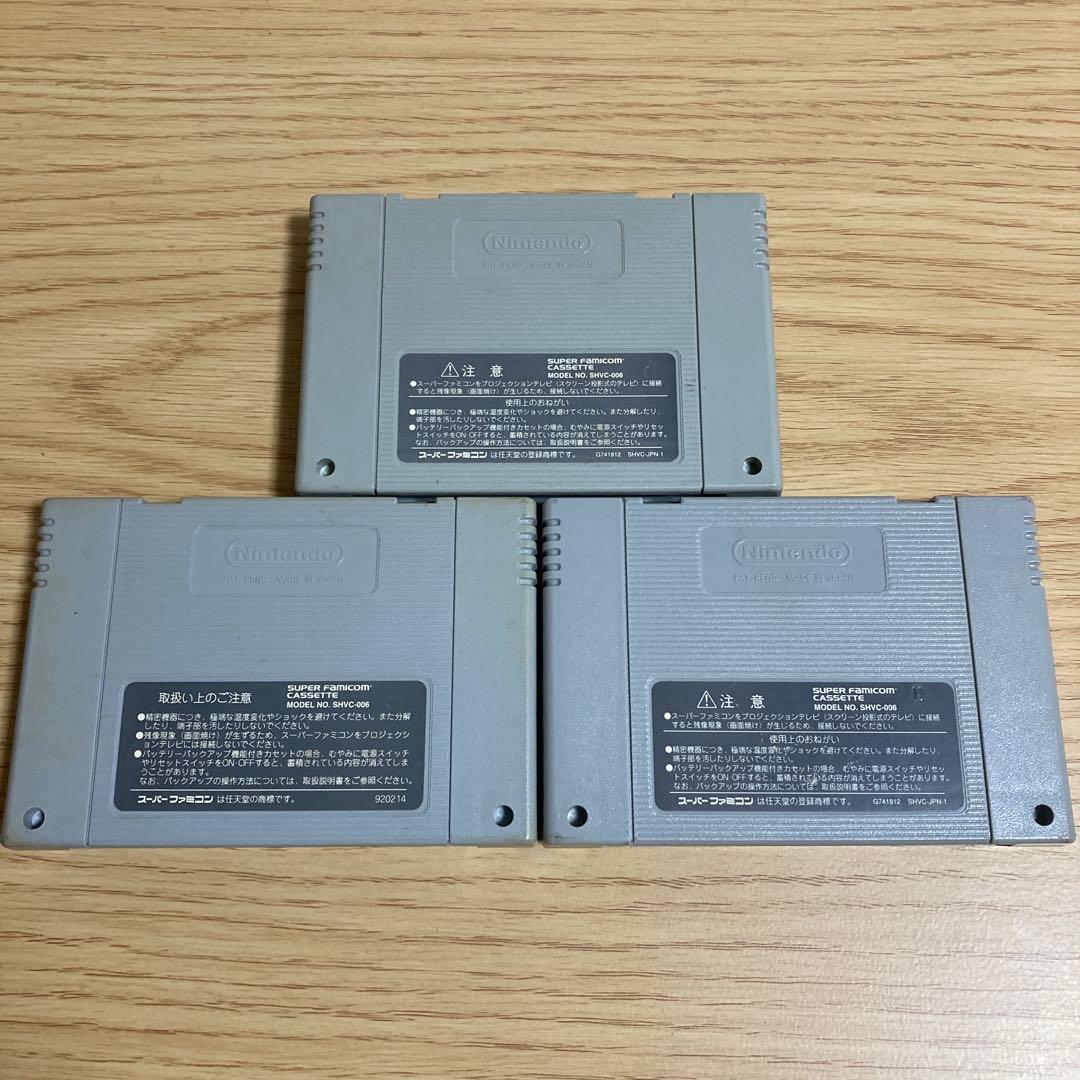 Nintendo
PAT. PEND. MADE IN JAPAN
注 意
SUPER FAMICOM
CASSETTE
MODEL NO. SHVC-006
●スーパーファミコンをプロジェクションテレビ（スクリーン投影式のテレビ）に接続
すると残像現象（画面焼け）が生じるため、接続しないでください。
使用上のおねがい
●精密機器につき、極端な温度変化やショックを避けてください。また分解したり、
端子部を汚したりしないでください。
●バッテリーバックアップ機能付きカセットの場合、むやみに電源スイッチやリセッ
トスイッチをON・OFFすると、蓄積されている内容が消えてしまうことがあります。
なお、バックアップの操作方法については、取扱説明書をご参照ください。
スーパーファミコン は任天堂の登録商標です。 G741812 SHVC-JPN-1
Nintendo
PAT. PEND. MADE IN JAPAN
取扱い上のご注意
SUPER FAMICOM
CASSETTE
MODEL NO. SHVC-006
●精密機器につき、極端な温度変化やショックを避けてください。また分解
したり、端子部を汚したりしないでください。
●残像現象（画面焼け）が生ずるため、スーパーファミコンをプロジェクシ
ョンテレビには接続しないでください。
●バッテリーバックアップ機能付きカセットの場合、むやみに電源スイッチ
やリセットスイッチをON・OFFすると、蓄積されている内容が消えてしま
うことがあります。
なお、バックアップの操作方法については、取扱説明書をご参照ください。
スーパーファミコン は任天堂の商標です。 920214
Nintendo
PAT. PEND. MADE IN JAPAN
注 意
SUPER FAMICOM
CASSETTE
MODEL NO. SHVC-006
●スーパーファミコンをプロジェクションテレビ（スクリーン投影式のテレビ）に接続
すると残像現象（画面焼け）が生じるため、接続しないでください。
使用上のおねがい
●精密機器につき、極端な温度変化やショックを避けてください。また分解したり、
端子部を汚したりしないでください。
●バッテリーバックアップ機能付きカセットの場合、むやみに電源スイッチやリセッ
トスイッチをON・OFFすると、蓄積されている内容が消えてしまうことがあります。
なお、バックアップの操作方法については、取扱説明書をご参照ください。
スーパーファミコン は任天堂の登録商標です。 G741812 SHVC-JPN-1